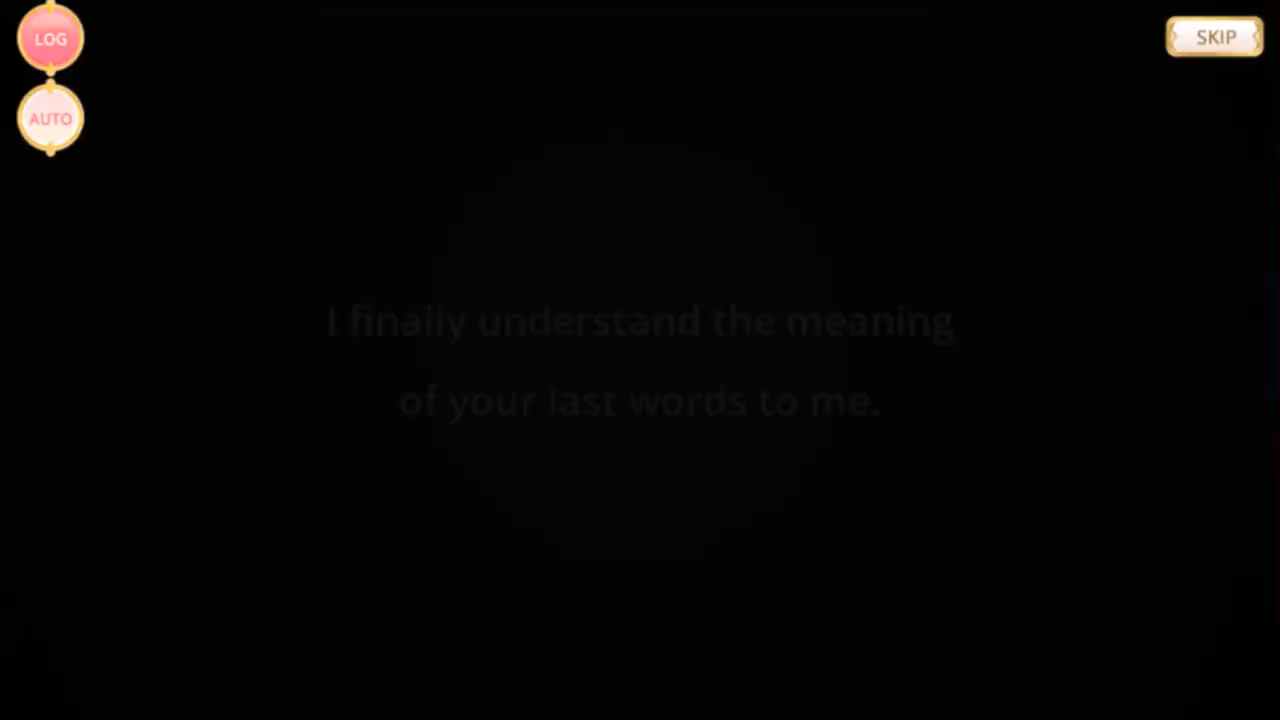 LOG
SKIP
AUTO
I finally understand the meaning
of your last words to me.